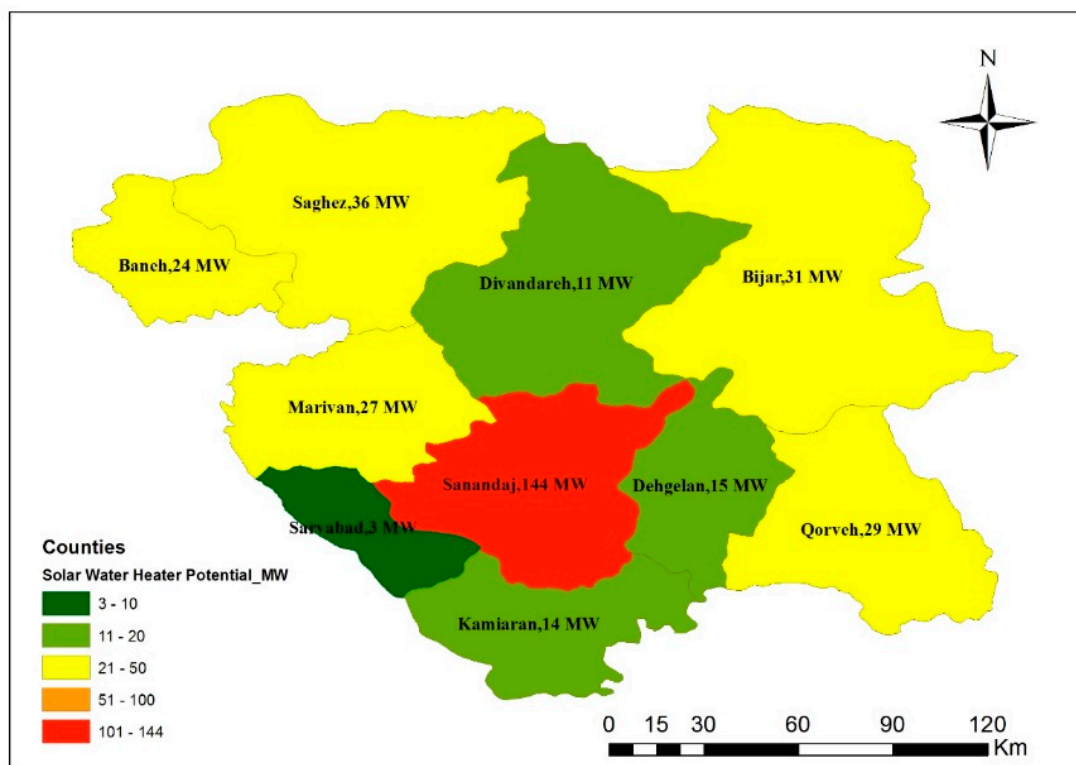 N
Saghez,36 MW
Baneh,24 MW
Divandareh,11 MW
Bijar,31 MW
Marivan,27 MW
Sanandaj,144 MW
Dehgelan,15 MW
Sarvabad,3 MW
Qorveh,29 MW
Kamiaran,14 MW
Counties
Solar Water Heater Potential_MW
3 - 10
11 - 20
21 - 50
51 - 100
101 - 144
0 15 30 60 90 120
Km